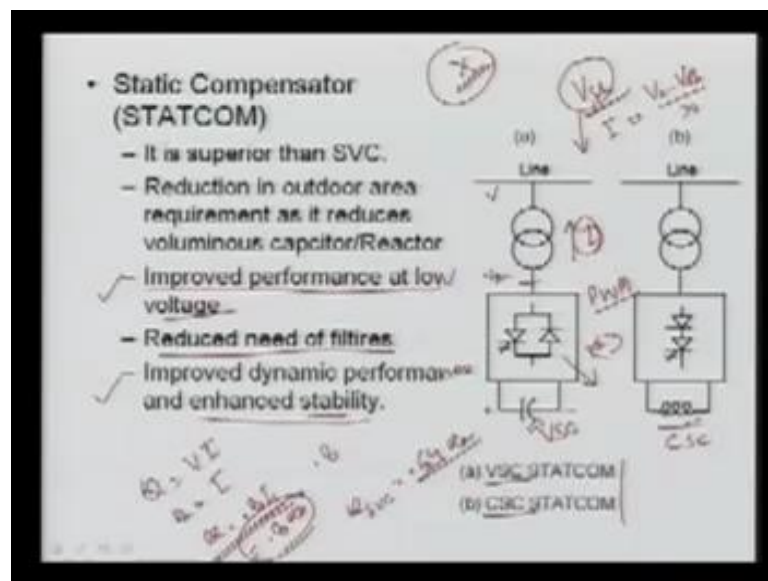 • Static Compensator
(STATCOM)
– It is superior than SVC.
– Reduction in outdoor area
requirement as it reduces
voluminous capcitor/Reactor
– Improved performance at low
voltage
– Reduced need of filtires
– Improved dynamic performance
and enhanced stability.
(a)
(b)
Line
Line
I
PWM
VSC
CSC
(a) VSC STATCOM
(b) CSC STATCOM
Q = VI
Q = I